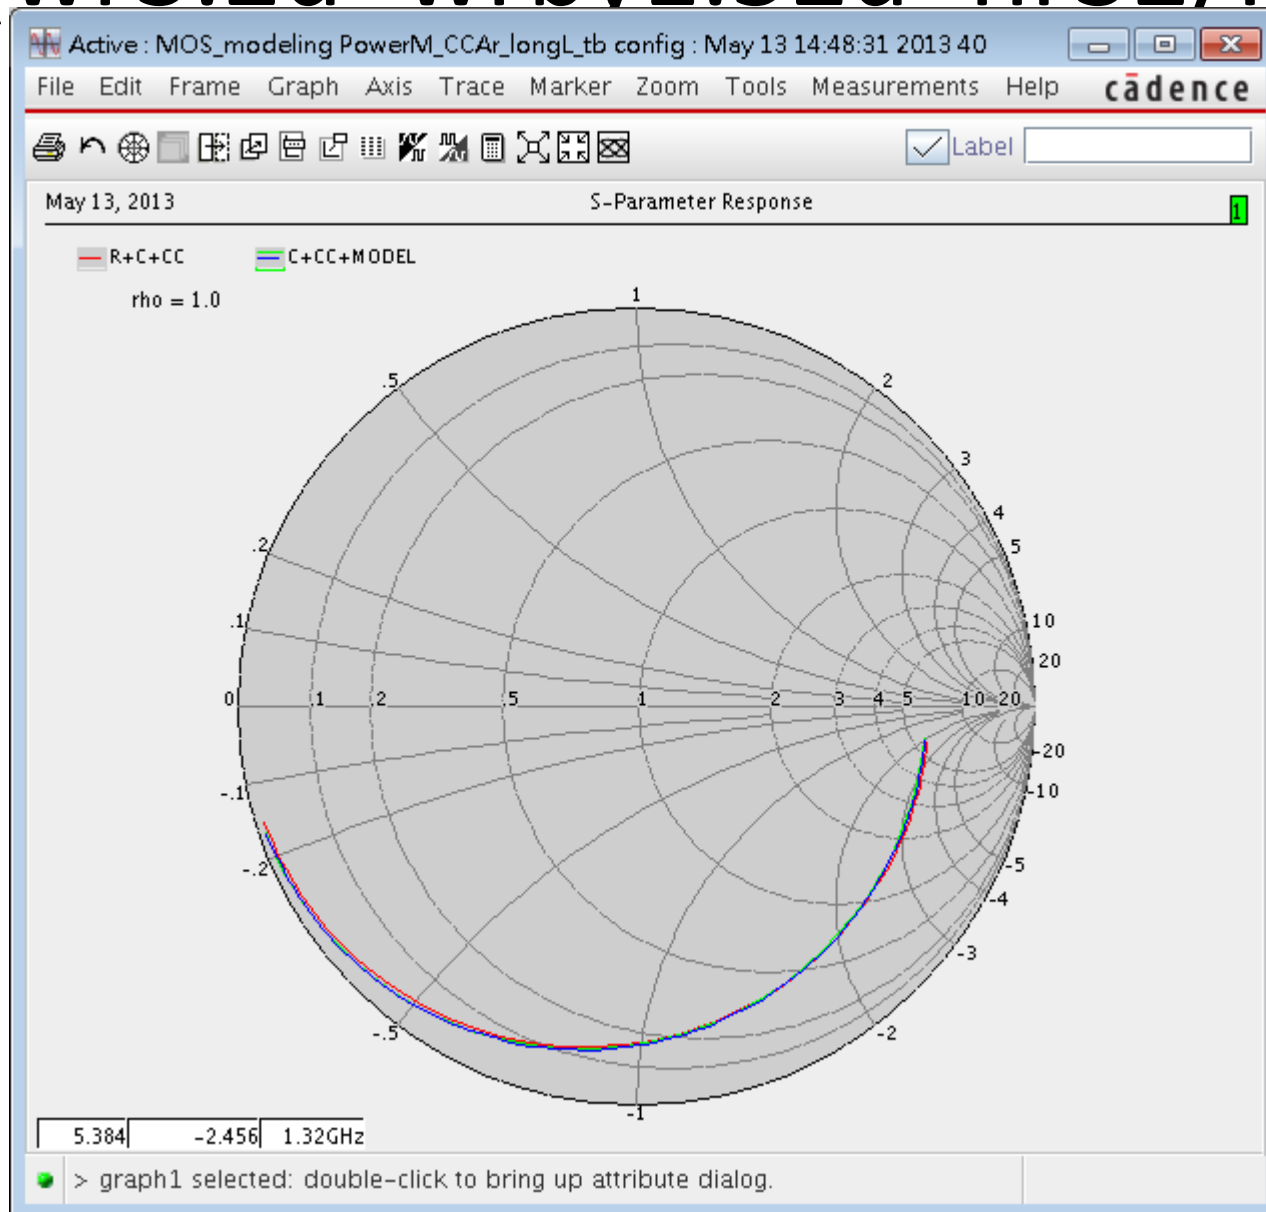 Active : MOS_modeling PowerM_CCAr_longL_tb config : May 13 14:48:31 2013 40
File Edit Frame Graph Axis Trace Marker Zoom Tools Measurements Help cādence
Label
May 13, 2013 S-Parameter Response 1
R+C+CC C+CC+MODEL
rho = 1.0
1
.5 2
3
4
.2 5
.1 10
20
0 .1 .2 .5 1 2 3 4 5 10 20
-20
-.1 -10
-.2 -5
-4
-3
-.5 -2
-1
5.384 -2.456 1.32GHz
> graph1 selected: double-click to bring up attribute dialog.